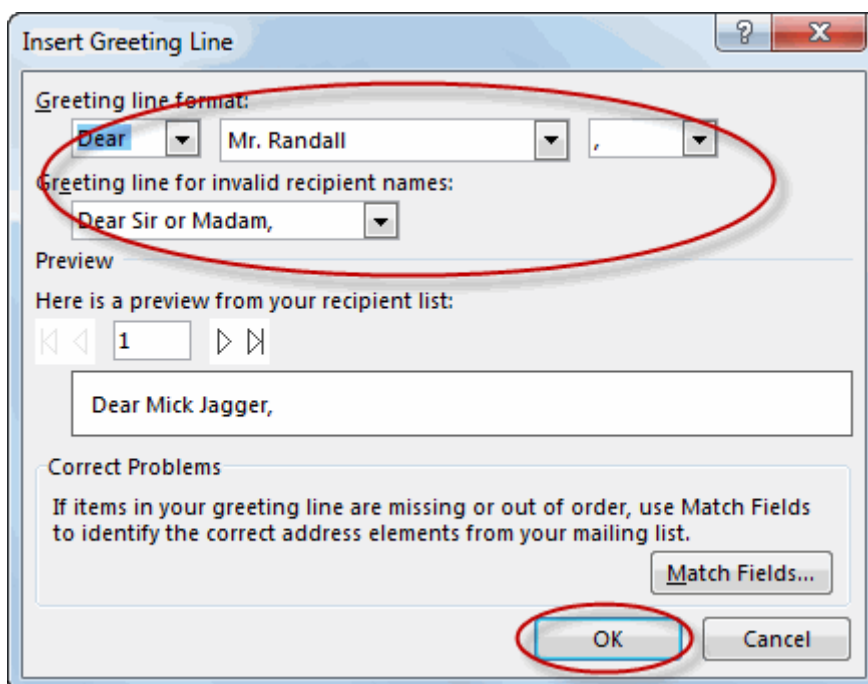 Insert Greeting Line
?
Greeting line format:
Dear Mr. Randall ,
Greeting line for invalid recipient names:
Dear Sir or Madam,
Preview
Here is a preview from your recipient list:
1
Dear Mick Jagger,
Correct Problems
If items in your greeting line are missing or out of order, use Match Fields
to identify the correct address elements from your mailing list.
Match Fields...
OK Cancel